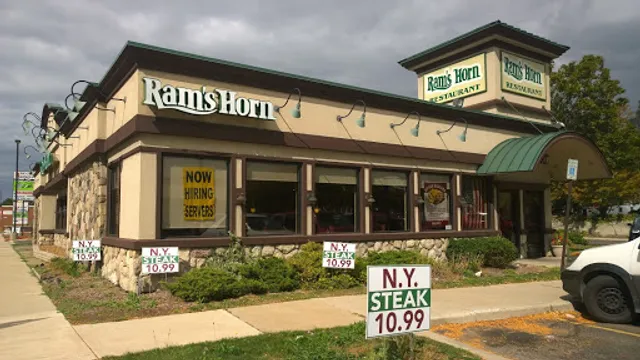 Ram's Horn
RESTAURANT
Ram's Horn
RESTAURANT
Ram's Horn
NOW
HIRING
SERVERS
N.Y.
STEAK
10.99
N.Y.
STEAK
10.99
N.Y.
STEAK
10.99
N.Y.
STEAK
10.99